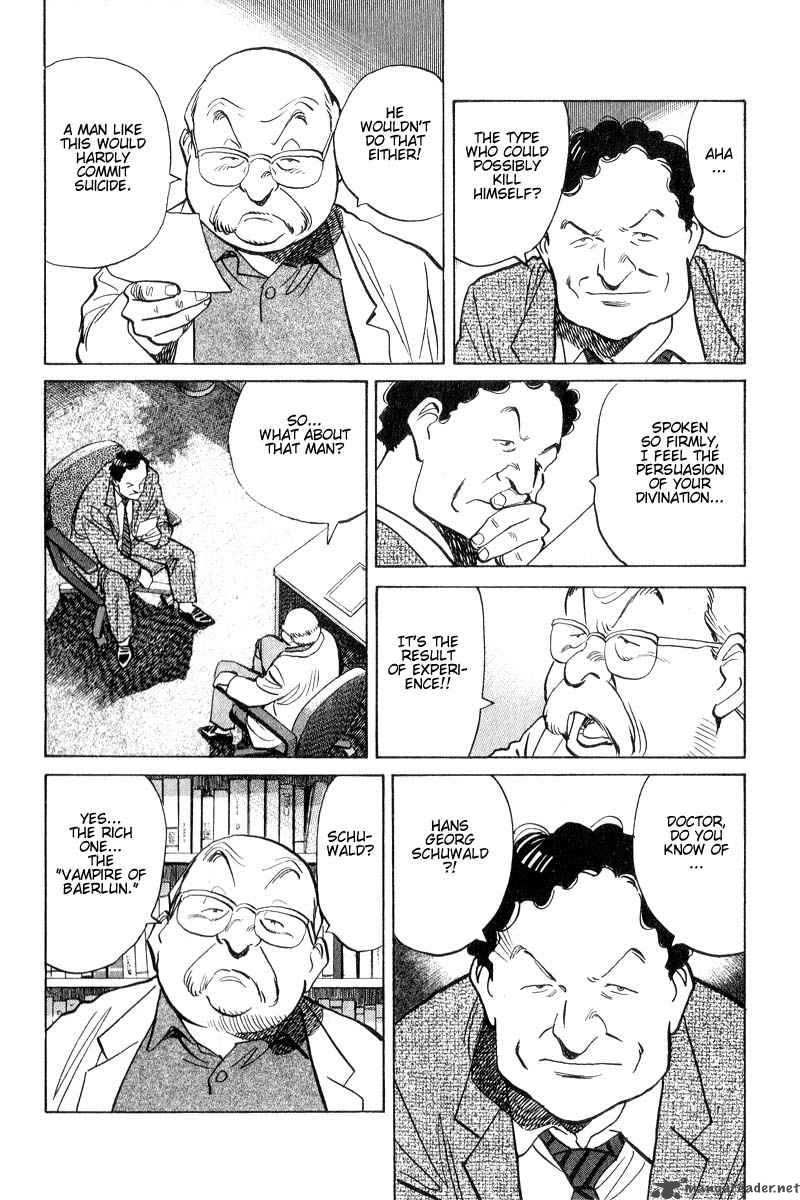 AHA
...
THE TYPE
WHO COULD
POSSIBLY
KILL
HIMSELF?
HE
WOULDN'T
DO THAT
EITHER!
A MAN LIKE
THIS WOULD
HARDLY
COMMIT
SUICIDE.
SPOKEN
SO FIRMLY,
I FEEL THE
PERSUASION
OF YOUR
DIVINATION...
IT'S THE
RESULT
OF EXPERI-
ENCE!!
SO...
WHAT ABOUT
THAT MAN?
DOCTOR,
DO YOU
KNOW OF
...
HANS
GEORG
SCHUWALD
?!
SCHU-
WALD?
YES...
THE RICH
ONE...
THE
"VAMPIRE OF
BAERLUN."
mangareader.net